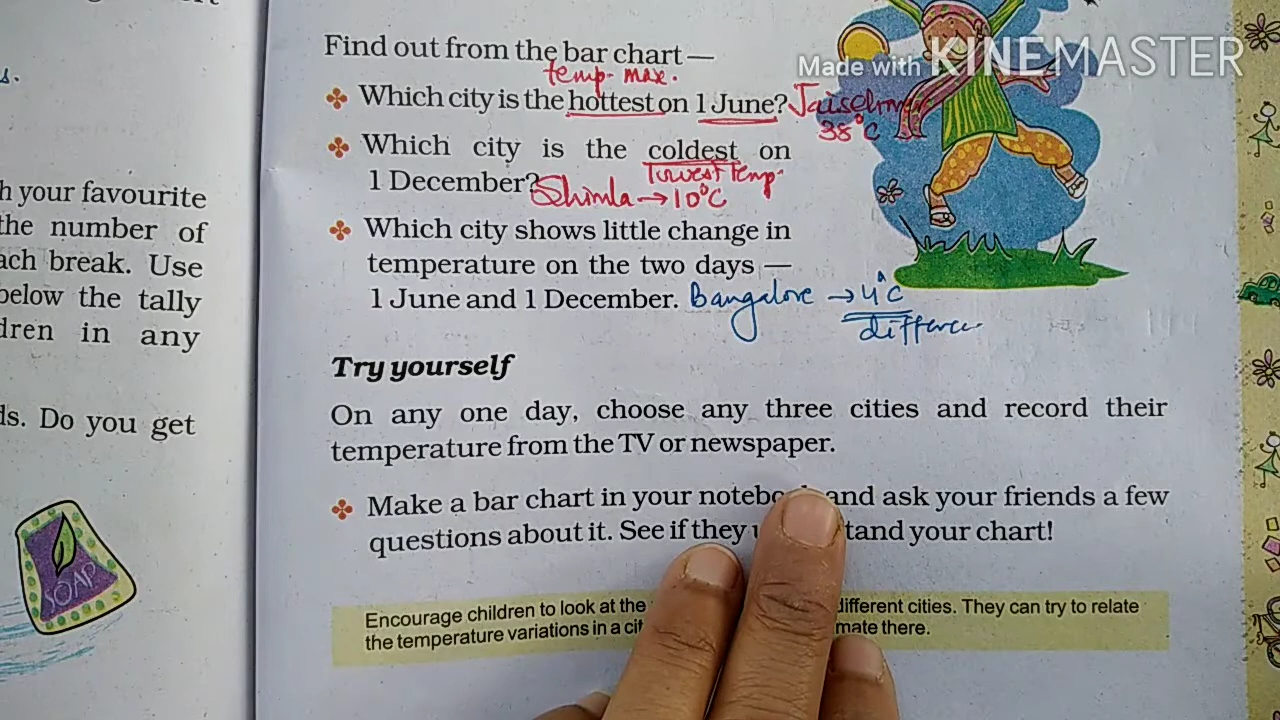 s.
h your favourite
the number of
ach break. Use
below the tally
dren in any
ds. Do you get
SOAP
Made with KINEMASTER
Find out from the bar chart —
temp. max.
Which city is the hottest on 1 June?
38°C
Which city is the coldest on
lowest temp.
1 December? Shimla → 10°C
Which city shows little change in
temperature on the two days —
1 June and 1 December. Bangalore → 4°C
Try yourself
On any one day, choose any three cities and record their
temperature from the TV or newspaper.
Make a bar chart in your and ask your friends a few
questions about it. See if they your chart!
Encourage children to look at the different cities. They can try to relate
the temperature variations in a there.